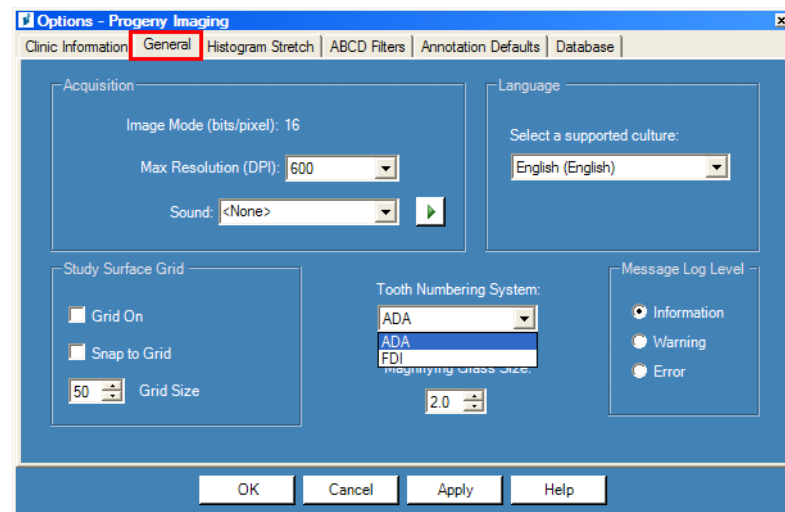 Options - Progeny Imaging
Clinic Information General Histogram Stretch ABCD Filters Annotation Defaults Database
Acquisition
Image Mode (bits/pixel): 16
Max Resolution (DPI): 600
Sound: <None>
Language
Select a supported culture:
English (English)
Study Surface Grid
Grid On
Snap to Grid
50 Grid Size
Tooth Numbering System:
ADA
ADA
FDI
Magnifying Glass Size:
2.0
Message Log Level
Information
Warning
Error
OK Cancel Apply Help